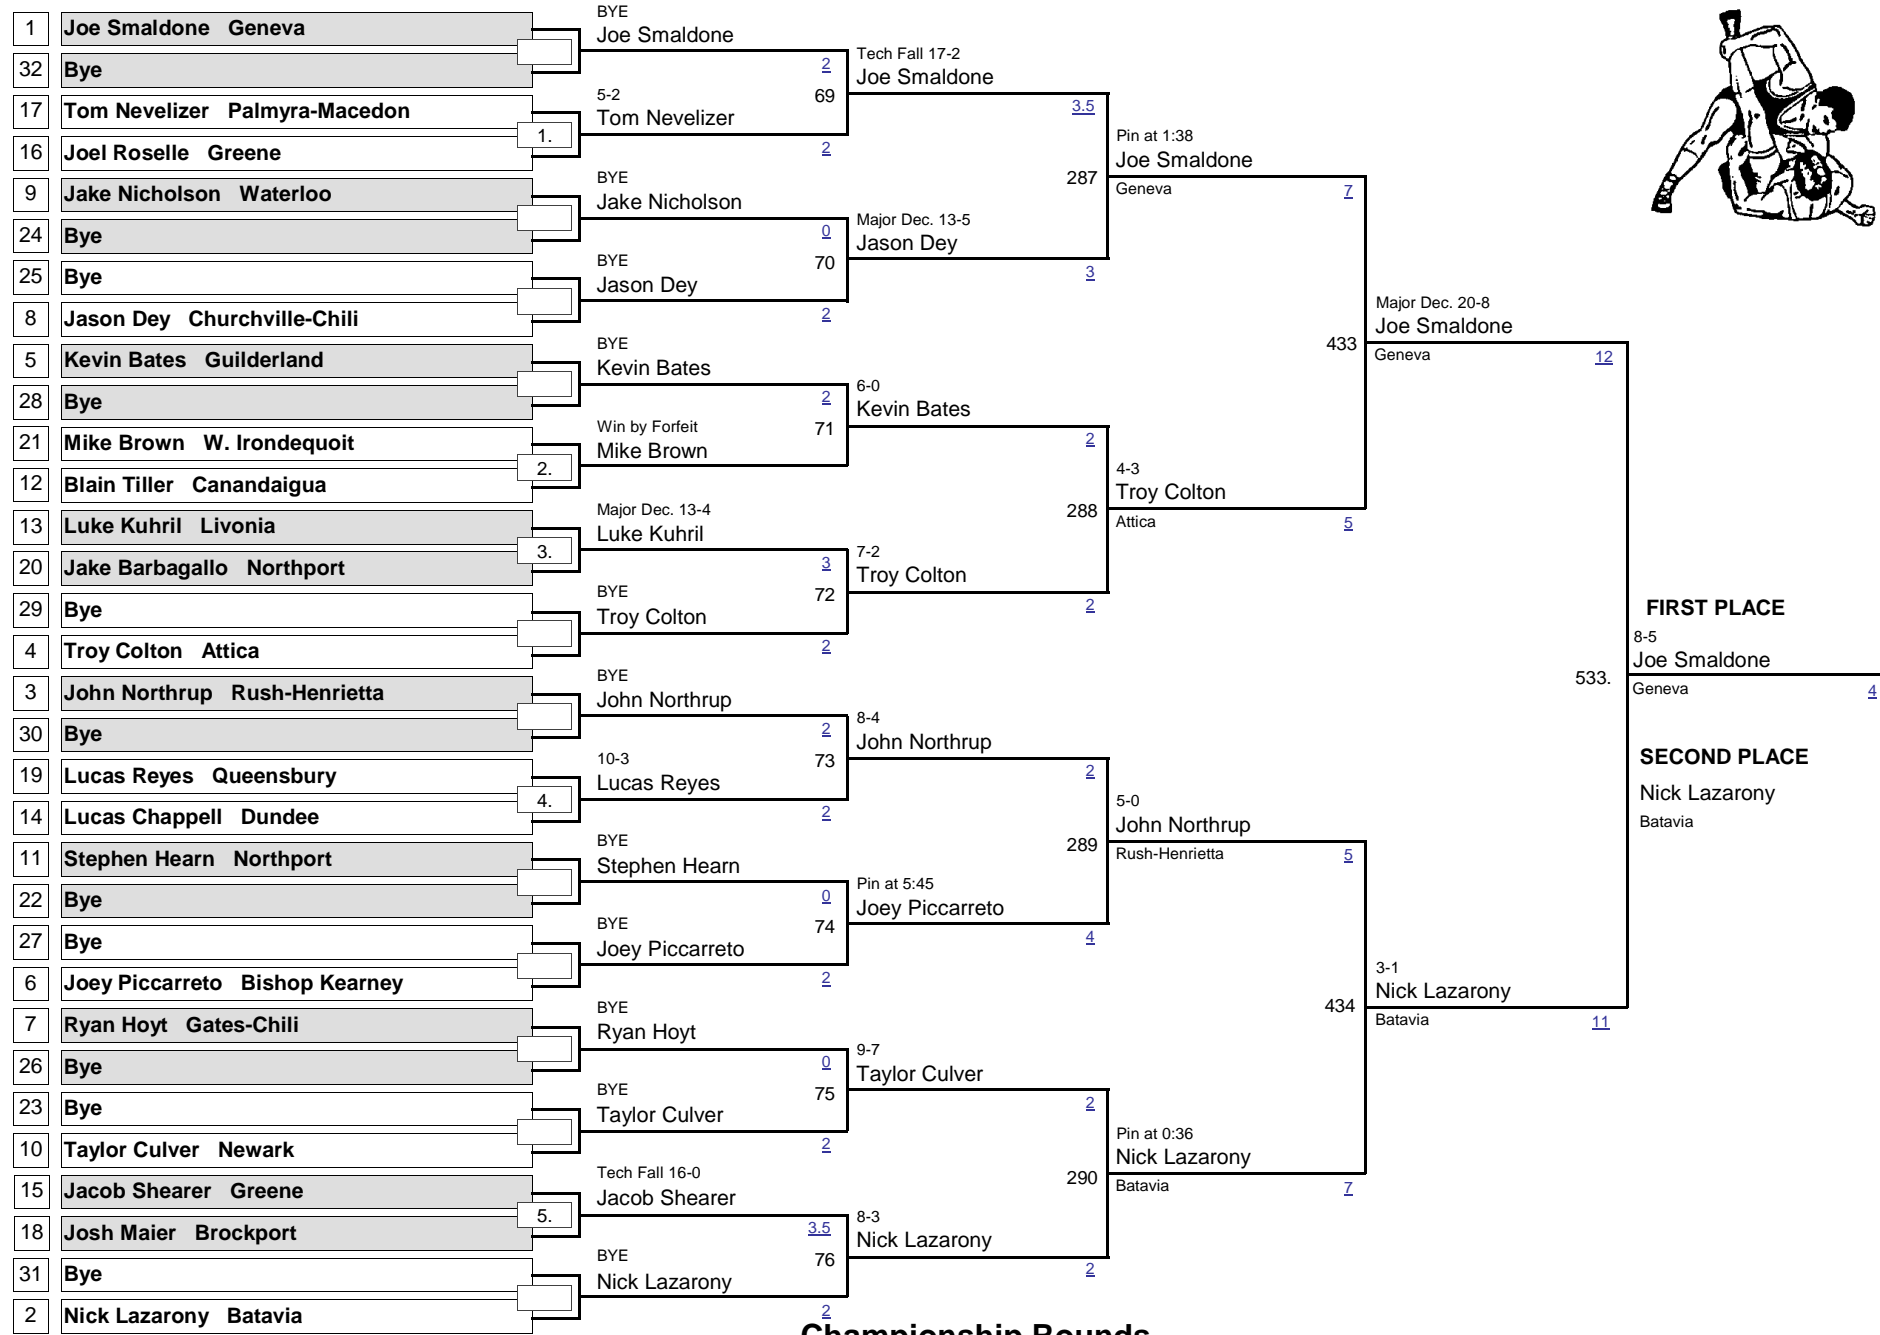 1 Joe Smaldone Geneva
32 Bye
17 Tom Nevelizer Palmyra-Macedon
1.
16 Joel Roselle Greene
9 Jake Nicholson Waterloo
24 Bye
25 Bye
8 Jason Dey Churchville-Chili
5 Kevin Bates Guilderland
28 Bye
21 Mike Brown W. Irondequoit
2.
12 Blain Tiller Canandaigua
13 Luke Kuhril Livonia
3.
20 Jake Barbagallo Northport
29 Bye
4 Troy Colton Attica
3 John Northrup Rush-Henrietta
30 Bye
19 Lucas Reyes Queensbury
4.
14 Lucas Chappell Dundee
11 Stephen Hearn Northport
22 Bye
27 Bye
6 Joey Piccarreto Bishop Kearney
7 Ryan Hoyt Gates-Chili
26 Bye
23 Bye
10 Taylor Culver Newark
15 Jacob Shearer Greene
5.
18 Josh Maier Brockport
31 Bye
2 Nick Lazarony Batavia
BYE
Joe Smaldone
2
69
5-2
Tom Nevelizer
2
BYE
Jake Nicholson
0
70
BYE
Jason Dey
2
BYE
Kevin Bates
2
71
Win by Forfeit
Mike Brown
Major Dec. 13-4
Luke Kuhril
3
72
BYE
Troy Colton
2
BYE
John Northrup
2
73
10-3
Lucas Reyes
2
BYE
Stephen Hearn
0
74
BYE
Joey Piccarreto
2
BYE
Ryan Hoyt
0
75
BYE
Taylor Culver
2
Tech Fall 16-0
Jacob Shearer
3.5
76
BYE
Nick Lazarony
2
Tech Fall 17-2
Joe Smaldone
3.5
287
Major Dec. 13-5
Jason Dey
3
6-0
Kevin Bates
2
288
7-2
Troy Colton
2
8-4
John Northrup
2
289
Pin at 5:45
Joey Piccarreto
4
9-7
Taylor Culver
2
290
8-3
Nick Lazarony
2
Pin at 1:38
Joe Smaldone
Geneva 7
433
4-3
Troy Colton
Attica 5
5-0
John Northrup
Rush-Henrietta 5
434
Pin at 0:36
Nick Lazarony
Batavia 7
Major Dec. 20-8
Joe Smaldone
Geneva 12
533.
3-1
Nick Lazarony
Batavia 11
FIRST PLACE
8-5
Joe Smaldone
Geneva 4
SECOND PLACE
Nick Lazarony
Batavia
Championship Rounds